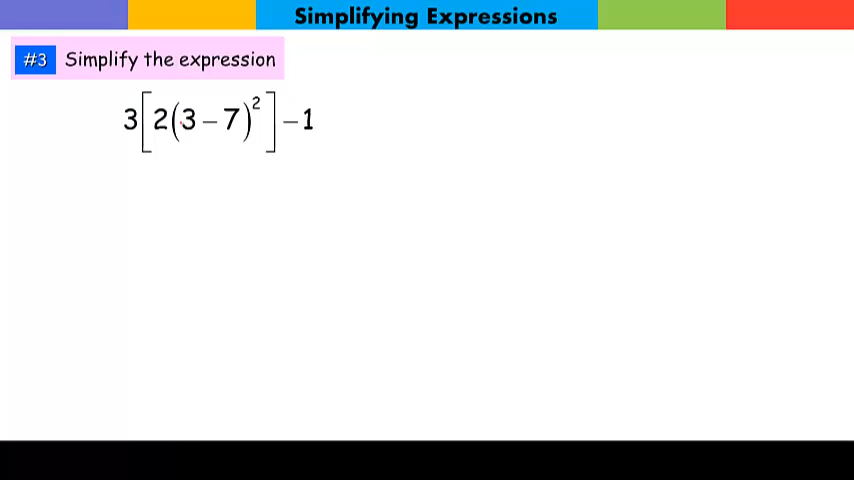 Simplifying Expressions
#3 Simplify the expression
3[2(3−7)²]−1